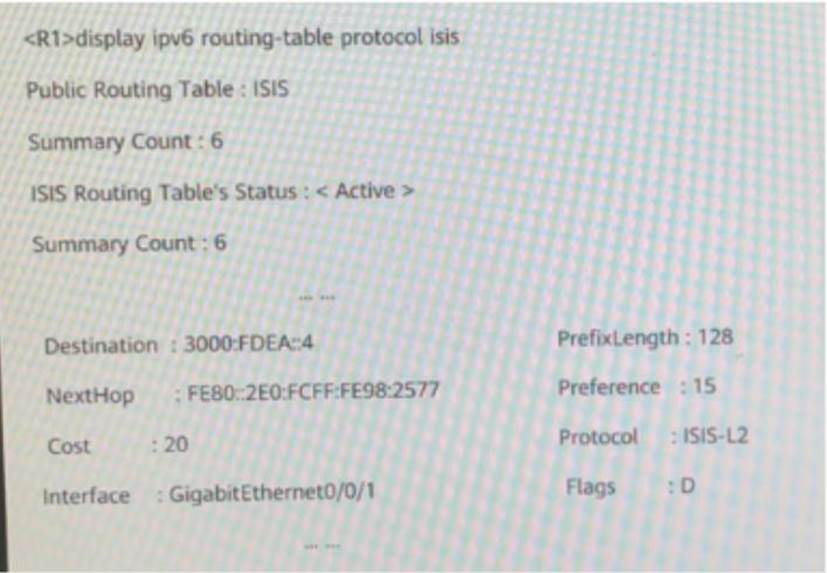 <R1>display ipv6 routing-table protocol isis
Public Routing Table : ISIS
Summary Count : 6
ISIS Routing Table's Status : < Active >
Summary Count : 6
... ...
Destination : 3000:FDEA::4 PrefixLength : 128
NextHop : FE80::2E0:FCFF:FE98:2577 Preference : 15
Cost : 20 Protocol : ISIS-L2
Interface : GigabitEthernet0/0/1 Flags : D
... ...